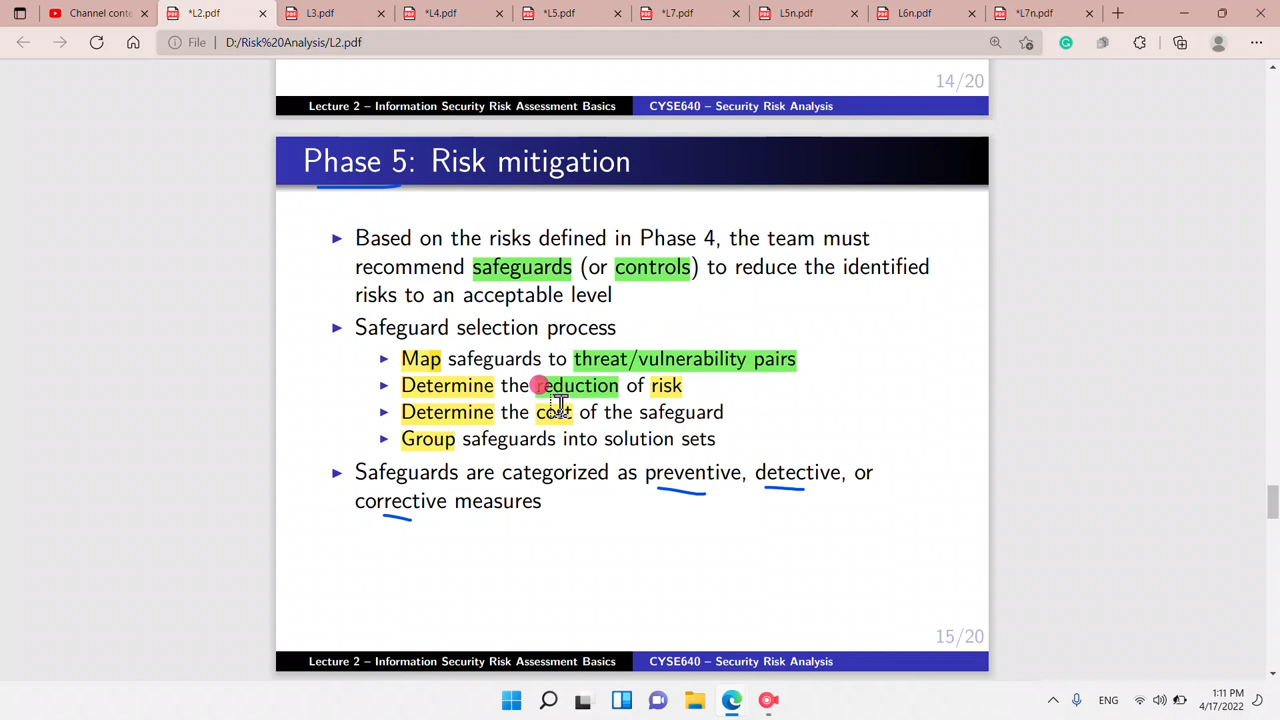 Channel conte
*L2.pdf
L3.pdf
*L4.pdf
*L5.pdf
*L7.pdf
L5n.pdf
L6n.pdf
*L7n.pdf
File
D:/Risk%20Analysis/L2.pdf
14/20
Lecture 2 – Information Security Risk Assessment Basics
CYSE640 – Security Risk Analysis
Phase 5: Risk mitigation
Based on the risks defined in Phase 4, the team must
recommend safeguards (or controls) to reduce the identified
risks to an acceptable level
Safeguard selection process
Map safeguards to threat/vulnerability pairs
Determine the reduction of risk
Determine the cost of the safeguard
Group safeguards into solution sets
Safeguards are categorized as preventive, detective, or
corrective measures
15/20
Lecture 2 – Information Security Risk Assessment Basics
CYSE640 – Security Risk Analysis
ENG
1:11 PM
4/17/2022